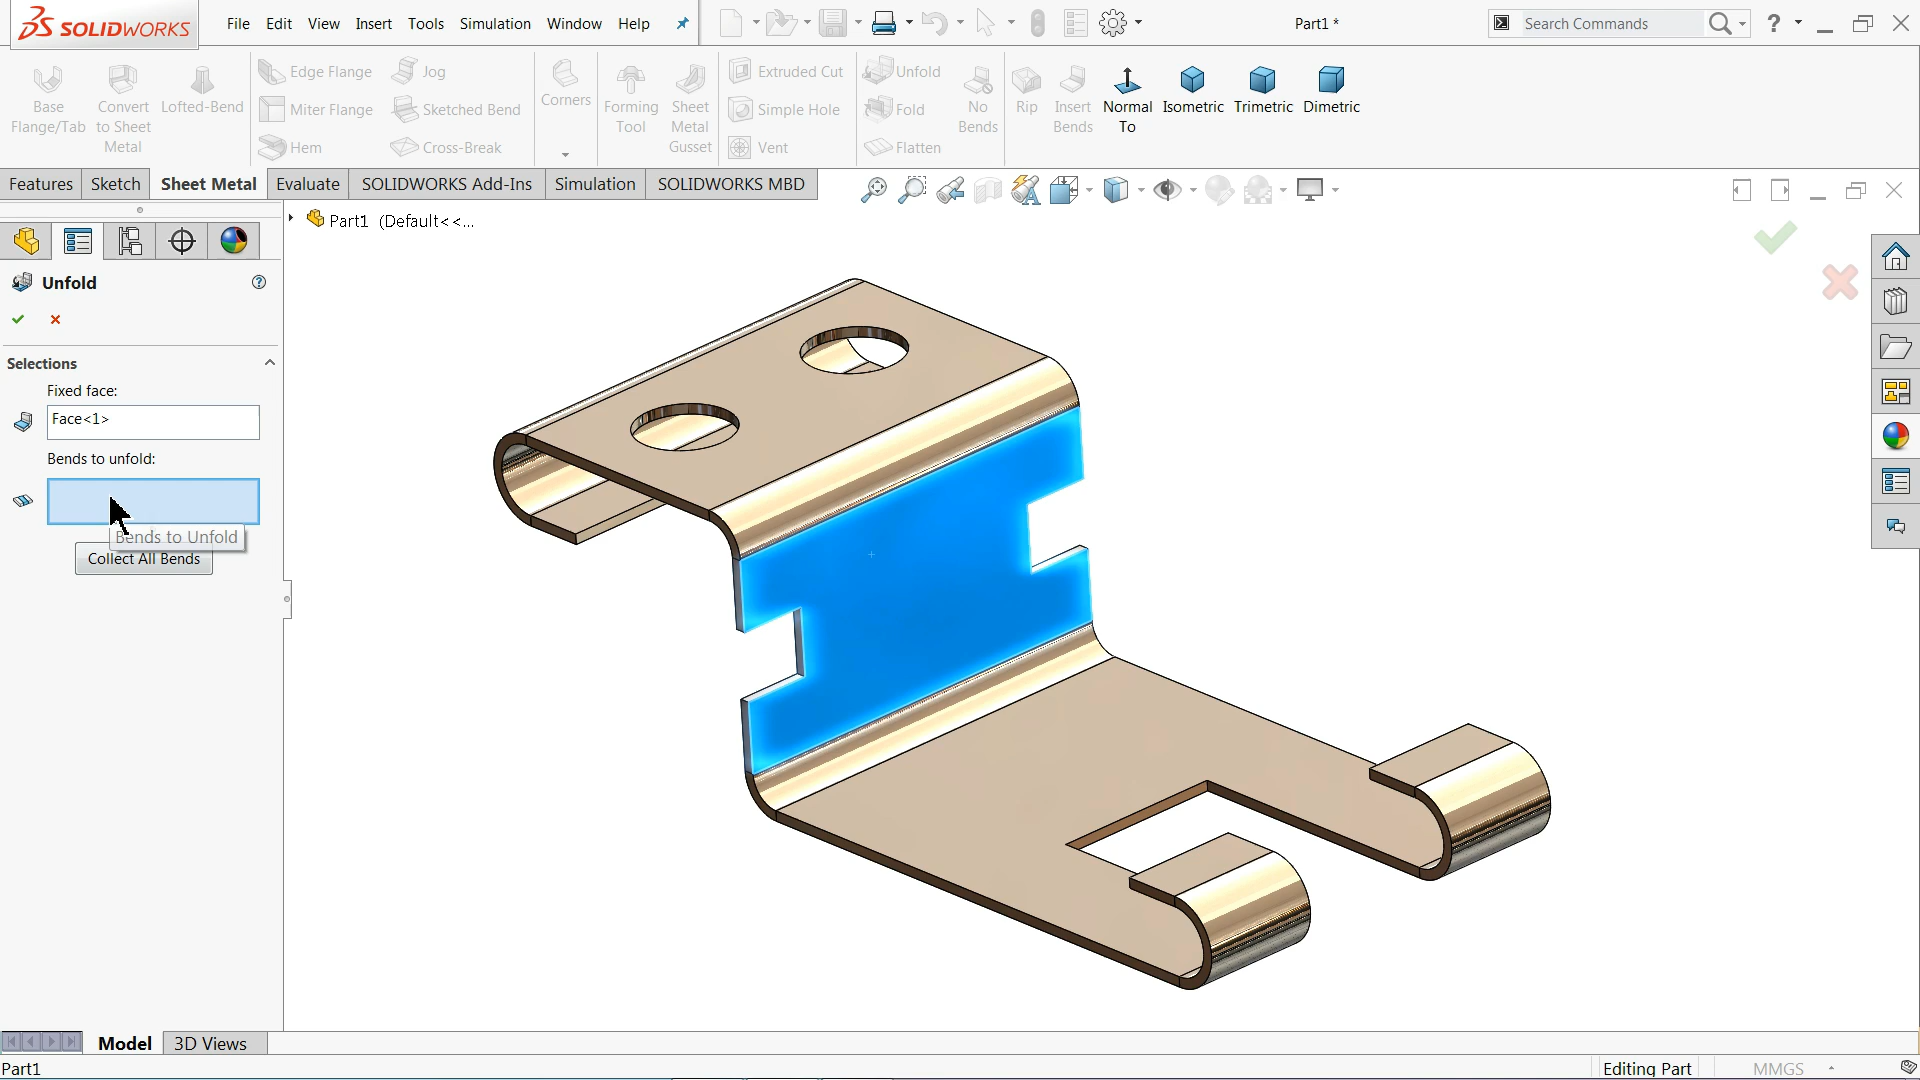 SOLIDWORKS File Edit View Insert Tools Simulation Window Help Part1 * Search Commands ?
Edge Flange Jog Extruded Cut Unfold
Base Flange/Tab Convert to Sheet Metal Lofted-Bend Miter Flange Sketched Bend Corners Forming Tool Sheet Metal Gusset Simple Hole Fold No Bends Rip Insert Bends Normal To Isometric Trimetric Dimetric
Hem Cross-Break Vent Flatten
Features Sketch Sheet Metal Evaluate SOLIDWORKS Add-Ins Simulation SOLIDWORKS MBD
Part1 (Default<<...
Unfold ?
Selections
Fixed face:
Face<1>
Bends to unfold:
Bends to Unfold
Collect All Bends
Model 3D Views
Part1 Editing Part MMGS